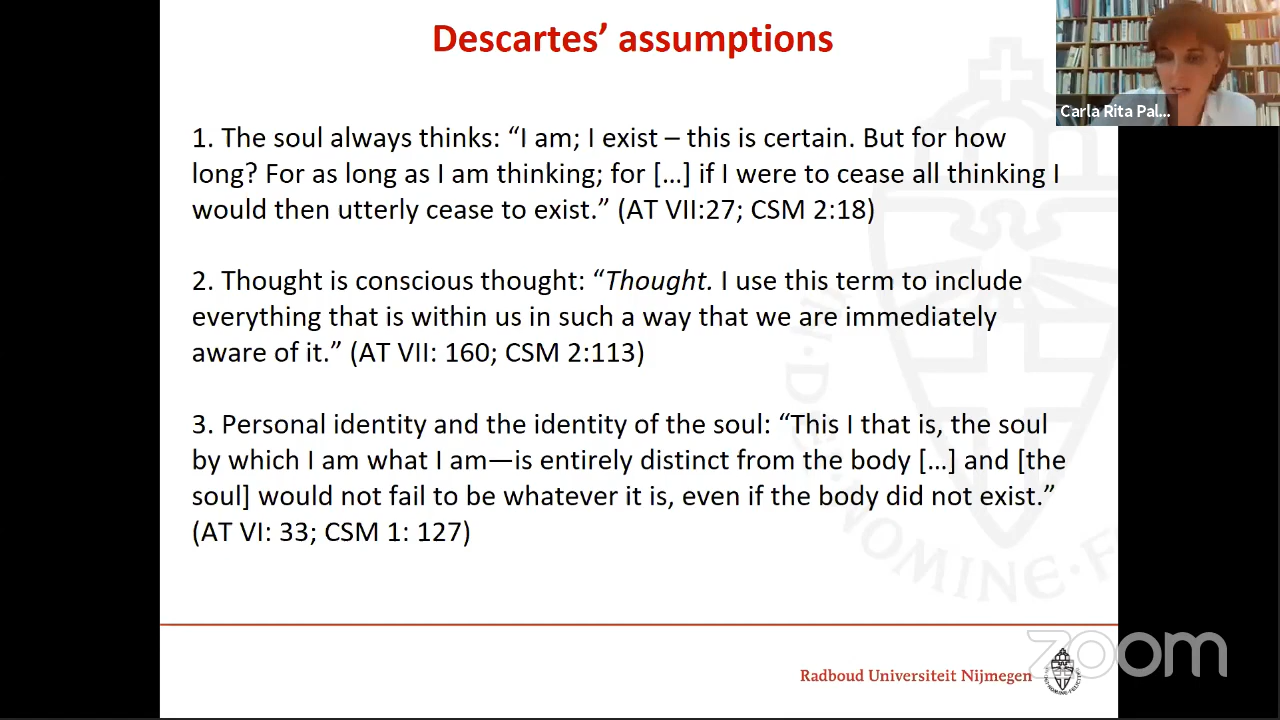 Descartes’ assumptions
Carla Rita Pal...
1. The soul always thinks: “I am; I exist – this is certain. But for how
long? For as long as I am thinking; for […] if I were to cease all thinking I
would then utterly cease to exist.” (AT VII:27; CSM 2:18)
2. Thought is conscious thought: “Thought. I use this term to include
everything that is within us in such a way that we are immediately
aware of it.” (AT VII: 160; CSM 2:113)
3. Personal identity and the identity of the soul: “This I that is, the soul
by which I am what I am—is entirely distinct from the body […] and [the
soul] would not fail to be whatever it is, even if the body did not exist.”
(AT VI: 33; CSM 1: 127)
NOMINE · F
zoom
Radboud Universiteit Nijmegen